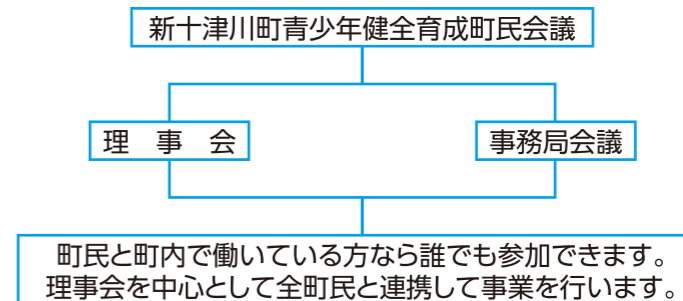 新十津川町青少年健全育成町民会議
理　事　会
事務局会議
町民と町内で働いている方なら誰でも参加できます。
理事会を中心として全町民と連携して事業を行います。